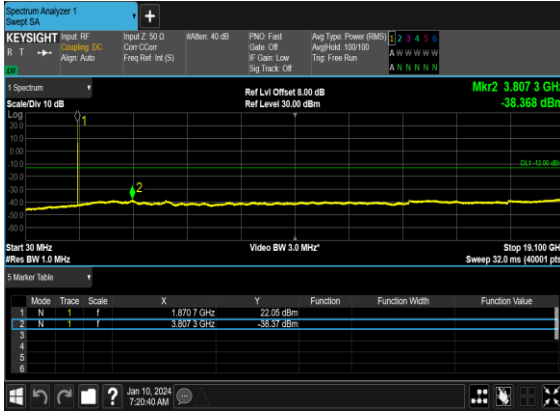 Spectrum Analyzer 1
Swept SA
+
KEYSIGHT Input: RF Input Z: 50 Ω #Atten: 40 dB PNO: Fast Avg Type: Power (RMS) 1 2 3 4 5 6
R T Coupling: DC Corr CCorr Gate: Off Avg|Hold: 100/100 A W W W W W
Align: Auto Freq Ref: Int (S) IF Gain: Low Trig: Free Run
Sig Track: Off A N N N N N
1 Spectrum Ref Lvl Offset 8.00 dB Mkr2 3.807 3 GHz
Scale/Div 10 dB Ref Level 30.00 dBm -38.368 dBm
Log
20.0
10.0
0.00
-10.0
-20.0
-30.0
-40.0
-50.0
-60.0
1
DL1 -13.00 dBm
2
Start 30 MHz Video BW 3.0 MHz* Stop 19.100 GH
#Res BW 1.0 MHz Sweep 32.0 ms (40001 pts
5 Marker Table
Mode Trace Scale X Y Function Function Width Function Value
1 N 1 f 1.870 7 GHz 22.05 dBm
2 N 1 f 3.807 3 GHz -38.37 dBm
3
4
5
6
? Jan 10, 2024
7:20:40 AM